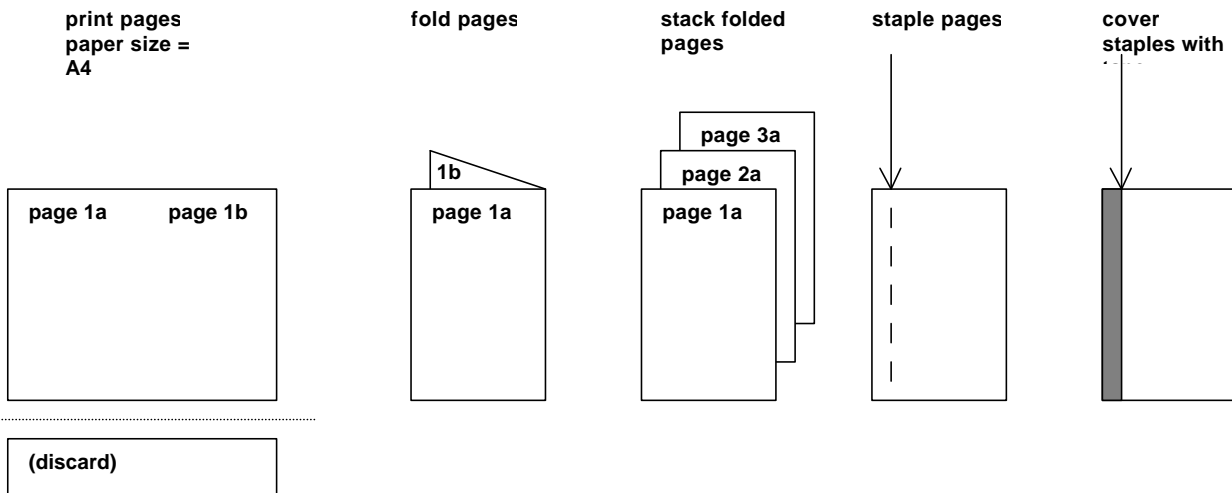 print pages
paper size =
A4
fold pages
stack folded
pages
staple pages
cover
staples with
1b
page 3a
page 2a
page 1a
page 1b
page 1a
page 1a
(discard)